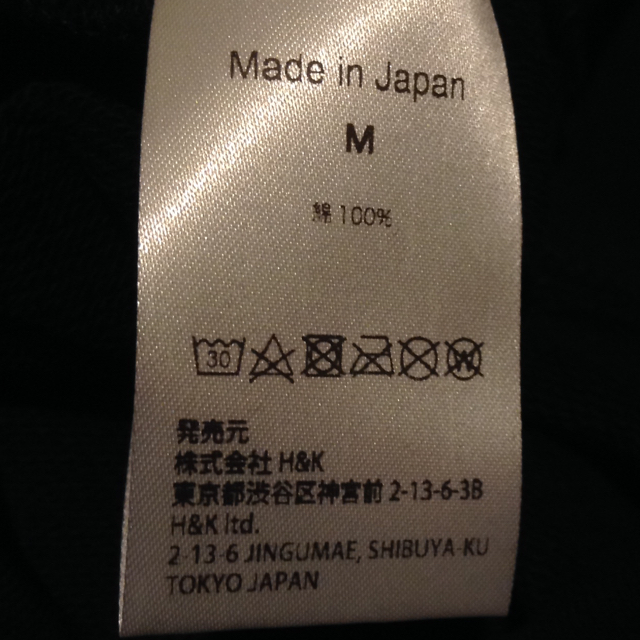 Made in Japan
M
綿 100%
30
W
発売元
株式会社 H&K
東京都渋谷区神宮前 2-13-6-3B
H&K ltd.
2-13-6 JINGUMAE, SHIBUYA-KU
TOKYO JAPAN